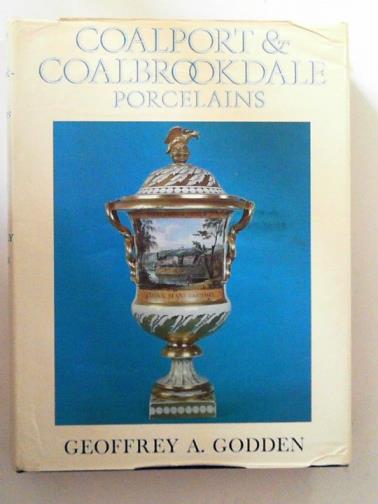 COALPORT &
COALBROOKDALE
PORCELAINS
GEOFFREY A. GODDEN